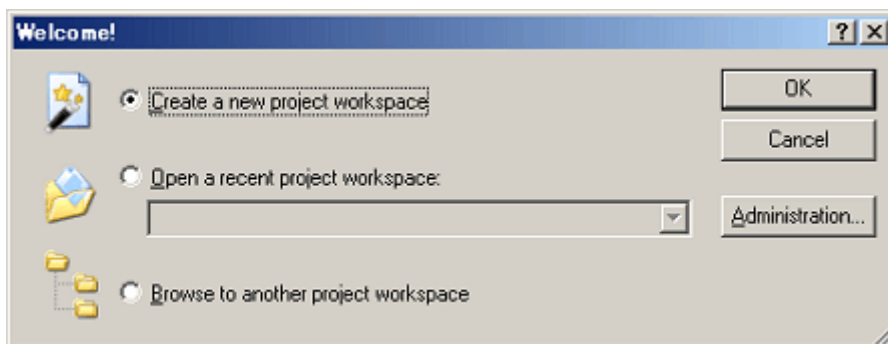 Welcome!
Create a new project workspace
OK
Cancel
Open a recent project workspace:
Administration...
Browse to another project workspace